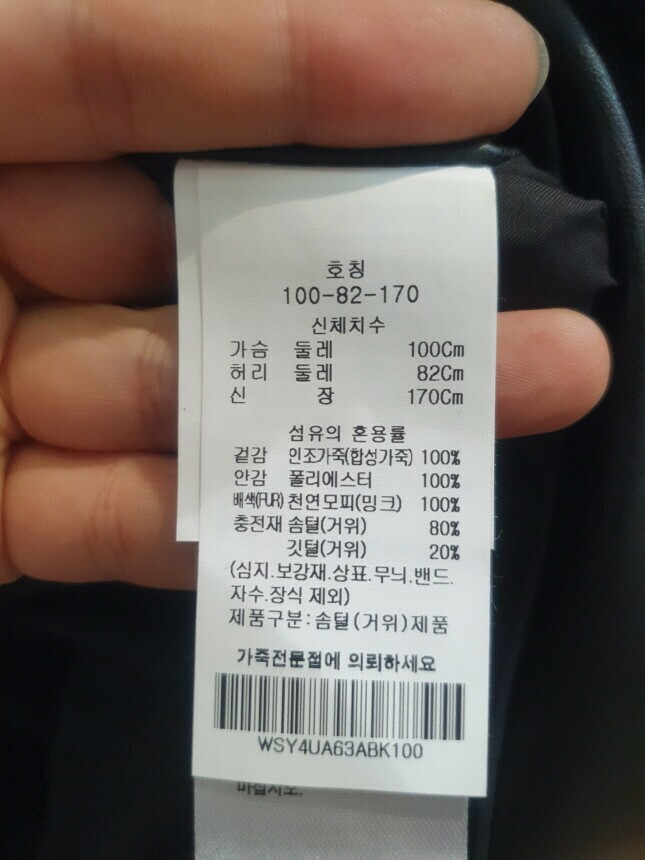 호칭
100-82-170
신체치수
가슴 둘레 100Cm
허리 둘레 82Cm
신 장 170Cm
섬유의 혼용률
겉감 인조가죽(합성가죽) 100%
안감 폴리에스터 100%
배색(FUR) 천연모피(밍크) 100%
충전재 솜털(거위) 80%
깃털(거위) 20%
(심지.보강재.상표.무늬.밴드.
자수.장식 제외)
제품구분:솜털(거위)제품
가죽전문점에 의뢰하세요
WSY4UA63ABK100
마십시오.